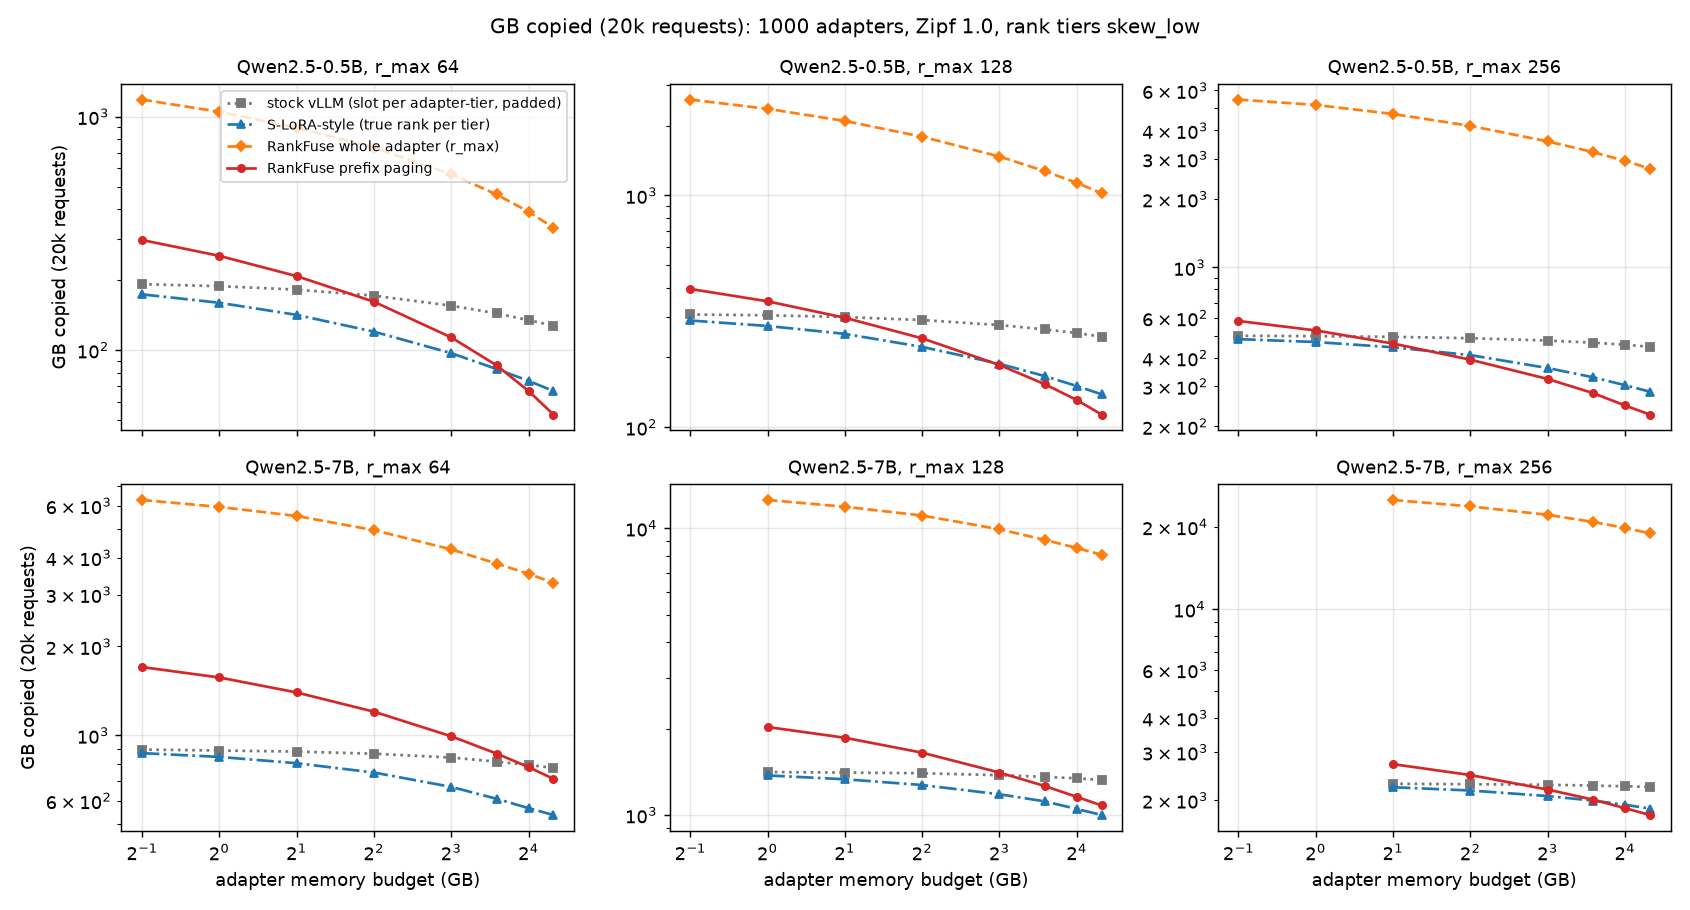 GB copied (20k requests): 1000 adapters, Zipf 1.0, rank tiers skew_low
Qwen2.5-0.5B, r_max 64
stock vLLM (slot per adapter-tier, padded)
S-LoRA-style (true rank per tier)
RankFuse whole adapter (r_max)
RankFuse prefix paging
GB copied (20k requests)
10³
10²
Qwen2.5-0.5B, r_max 128
10³
10²
Qwen2.5-0.5B, r_max 256
6 × 10³
4 × 10³
3 × 10³
2 × 10³
10³
6 × 10²
4 × 10²
3 × 10²
2 × 10²
Qwen2.5-7B, r_max 64
GB copied (20k requests)
6 × 10³
4 × 10³
3 × 10³
2 × 10³
10³
6 × 10²
2⁻¹ 2⁰ 2¹ 2² 2³ 2⁴
adapter memory budget (GB)
Qwen2.5-7B, r_max 128
10⁴
10³
2⁻¹ 2⁰ 2¹ 2² 2³ 2⁴
adapter memory budget (GB)
Qwen2.5-7B, r_max 256
2 × 10⁴
10⁴
6 × 10³
4 × 10³
3 × 10³
2 × 10³
2⁻¹ 2⁰ 2¹ 2² 2³ 2⁴
adapter memory budget (GB)